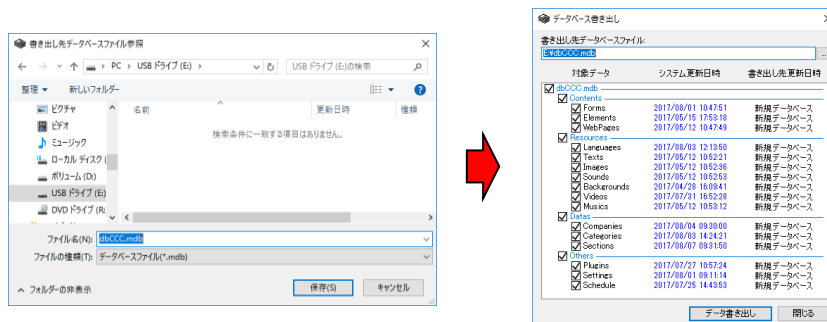 書き出し先データベースファイル参照
PC › USB ドライブ (E:) ›
USB ドライブ (E:)の検索
整理 新しいフォルダー
ピクチャ
ビデオ
ミュージック
ローカル ディスク (
ボリューム (D:)
USB ドライブ (E:)
DVD ドライブ (R:
名前 更新日時 種類
検索条件に一致する項目はありません。
ファイル名(N): dbCCC.mdb
ファイルの種類(T): データベースファイル(*.mdb)
フォルダーの非表示 保存(S) キャンセル
データベース書き出し
書き出し先データベースファイル:
E:¥dbCCC.mdb ...
対象データ システム更新日時 書き出し先更新日時
dbCCC.mdb
Contents
Forms 2017/08/01 10:47:51 新規データベース
Elements 2017/05/15 17:53:18 新規データベース
WebPages 2017/05/12 10:47:49 新規データベース
Resources
Languages 2017/08/03 12:13:50 新規データベース
Texts 2017/05/12 10:52:21 新規データベース
Images 2017/05/12 10:52:36 新規データベース
Sounds 2017/05/12 10:52:53 新規データベース
Backgrounds 2017/04/28 16:09:41 新規データベース
Videos 2017/07/31 16:52:28 新規データベース
Musics 2017/05/12 10:53:12 新規データベース
Datas
Companies 2017/08/04 09:30:00 新規データベース
Categories 2017/08/03 14:24:21 新規データベース
Sections 2017/08/07 09:31:50 新規データベース
Others
Plugins 2017/07/27 10:57:24 新規データベース
Settings 2017/08/01 09:11:14 新規データベース
Schedule 2017/07/25 14:43:53 新規データベース
データ書き出し 閉じる